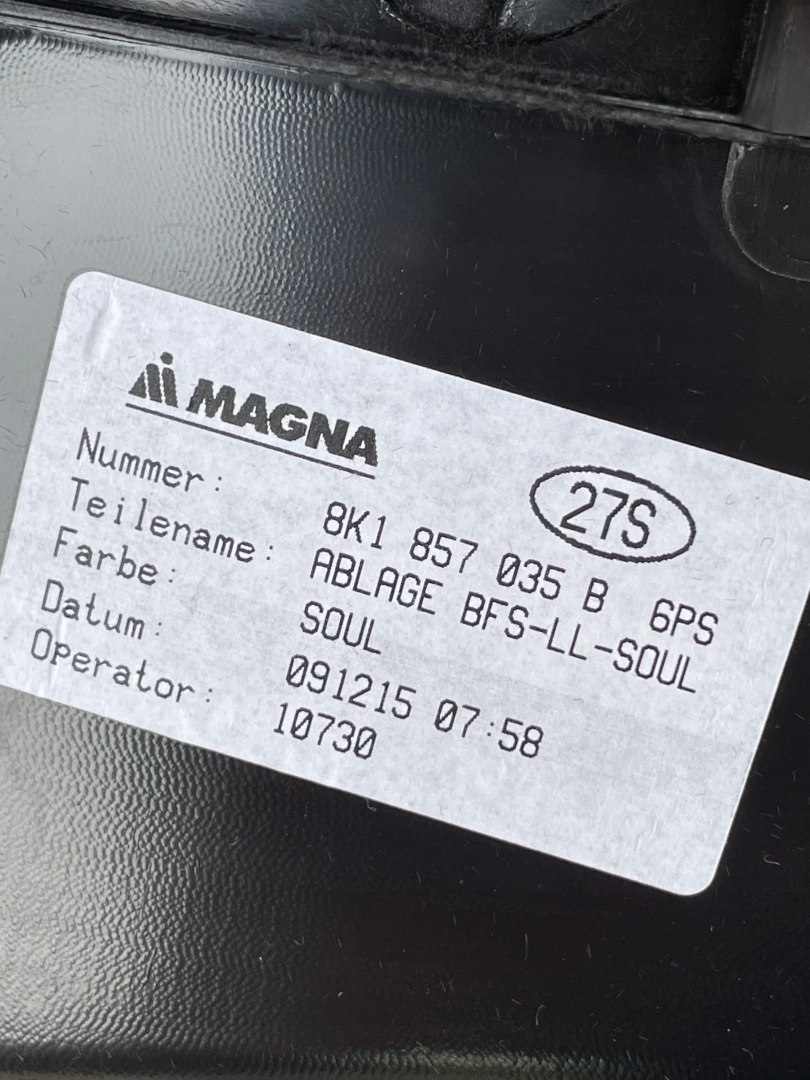 MAGNA
27S
Nummer: 8K1 857 035 B 6PS
Teilename: ABLAGE BFS-LL-SOUL
Farbe: SOUL
Datum: 091215 07:58
Operator: 10730